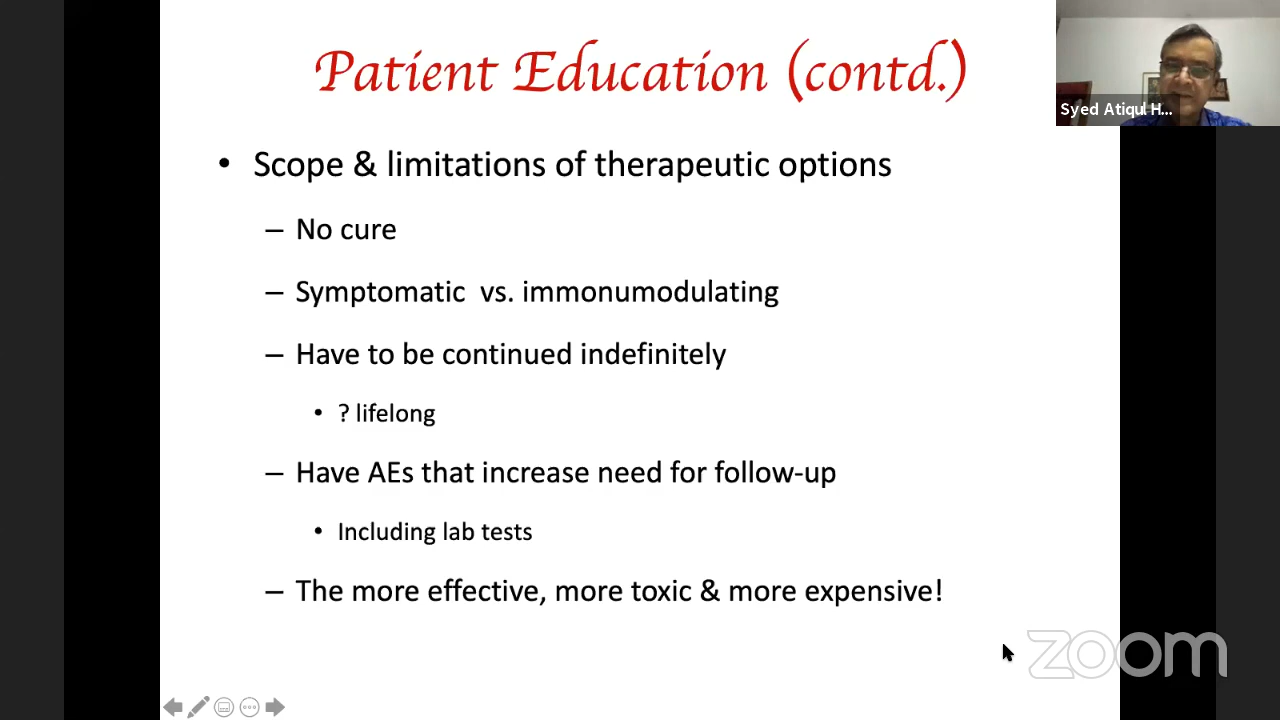 Patient Education (contd.)
Syed Atiqul H...
• Scope & limitations of therapeutic options
– No cure
– Symptomatic vs. immonumodulating
– Have to be continued indefinitely
• ? lifelong
– Have AEs that increase need for follow-up
• Including lab tests
– The more effective, more toxic & more expensive!
zoom